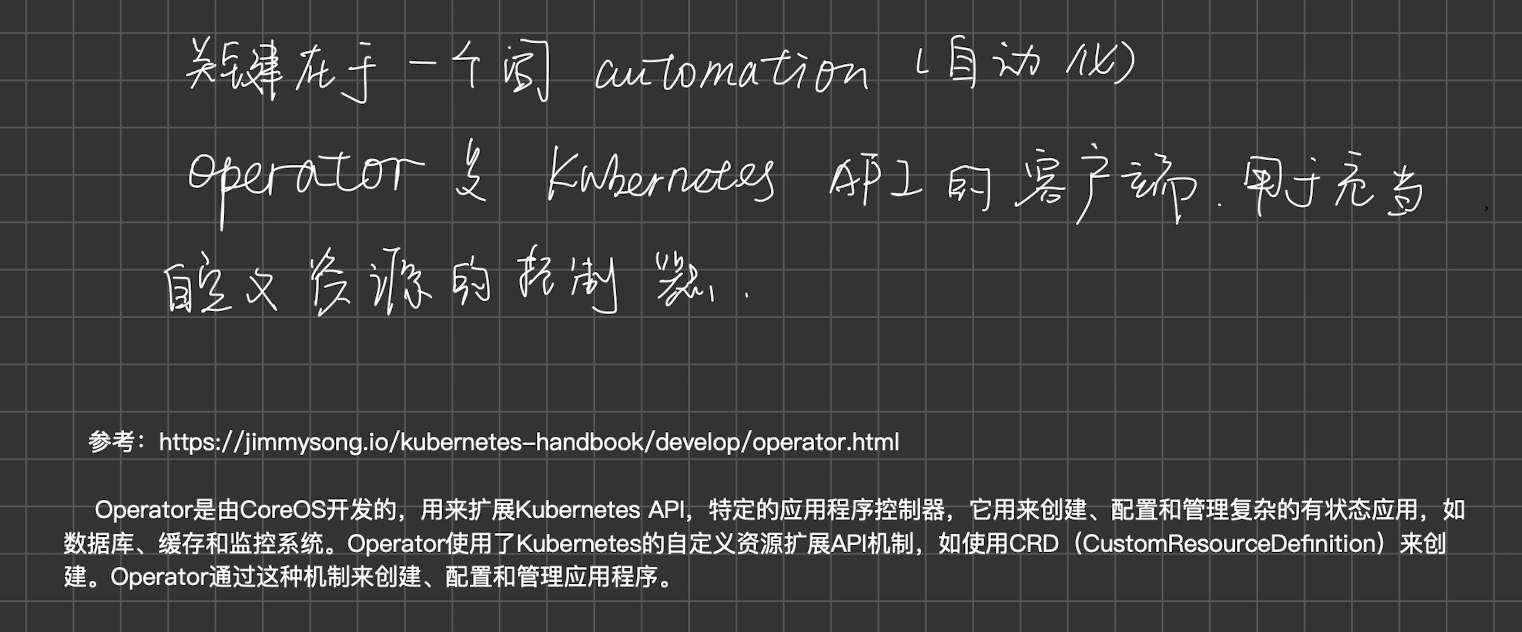 关键在于一个词 automation (自动化)
operator 是 Kubernetes API 的客户端. 用于充当
自定义资源的控制器.
参考：https://jimmysong.io/kubernetes-handbook/develop/operator.html
Operator是由CoreOS开发的，用来扩展Kubernetes API，特定的应用程序控制器，它用来创建、配置和管理复杂的有状态应用，如
数据库、缓存和监控系统。Operator使用了Kubernetes的自定义资源扩展API机制，如使用CRD（CustomResourceDefinition）来创
建。Operator通过这种机制来创建、配置和管理应用程序。